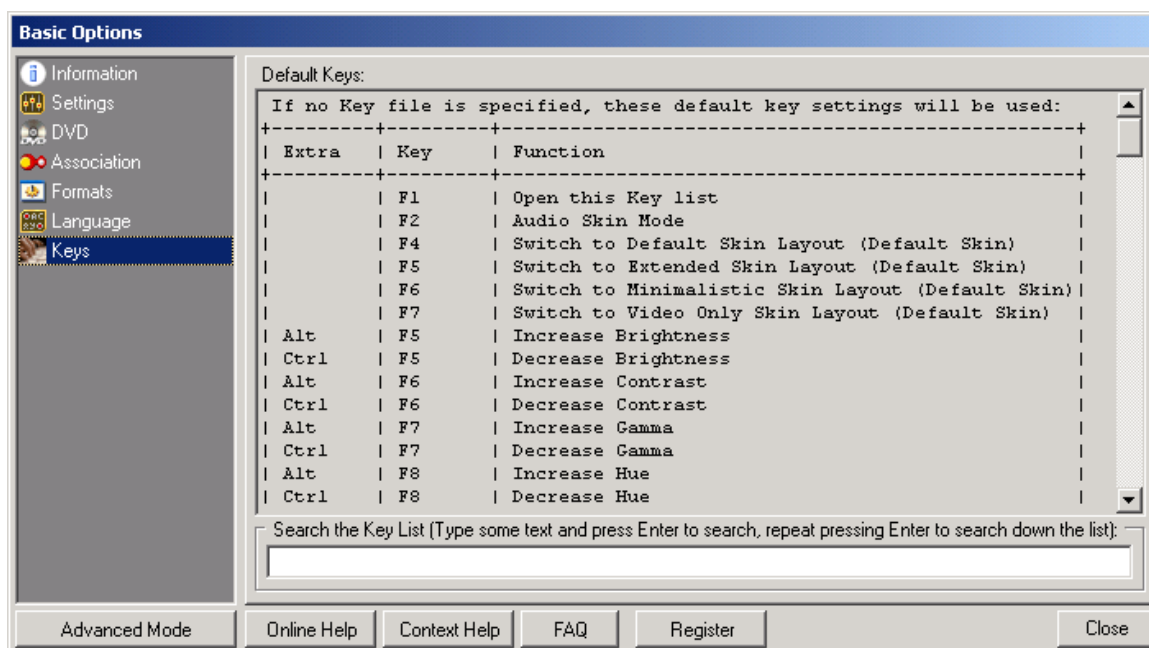 Basic Options
Information
Settings
DVD
Association
Formats
Language
Keys
Default Keys:
If no Key file is specified, these default key settings will be used:
+----------+---------+--------------------------------------------------+
| Extra | Key | Function |
+----------+---------+--------------------------------------------------+
| | F1 | Open this Key list |
| | F2 | Audio Skin Mode |
| | F4 | Switch to Default Skin Layout (Default Skin) |
| | F5 | Switch to Extended Skin Layout (Default Skin) |
| | F6 | Switch to Minimalistic Skin Layout (Default Skin)|
| | F7 | Switch to Video Only Skin Layout (Default Skin) |
| Alt | F5 | Increase Brightness |
| Ctrl | F5 | Decrease Brightness |
| Alt | F6 | Increase Contrast |
| Ctrl | F6 | Decrease Contrast |
| Alt | F7 | Increase Gamma |
| Ctrl | F7 | Decrease Gamma |
| Alt | F8 | Increase Hue |
| Ctrl | F8 | Decrease Hue |
Search the Key List (Type some text and press Enter to search, repeat pressing Enter to search down the list):
Advanced Mode
Online Help
Context Help
FAQ
Register
Close